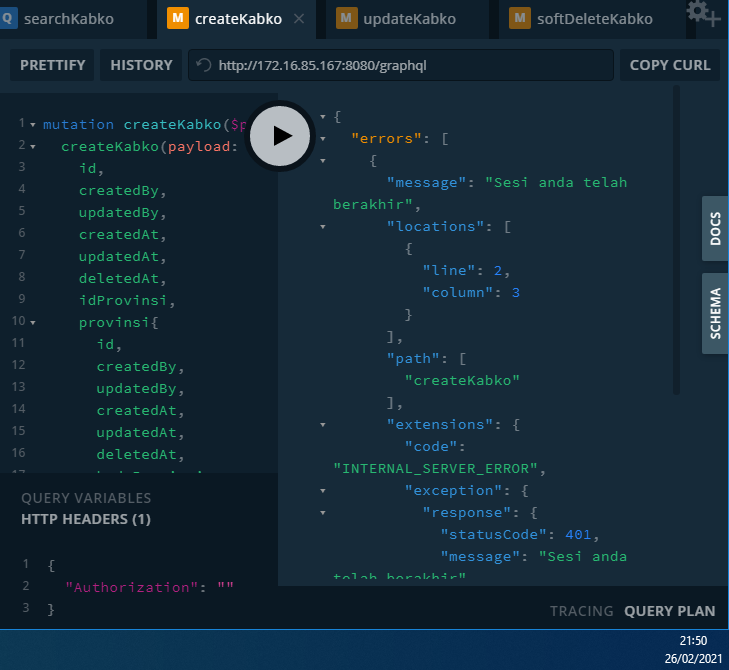 Q searchKabko
M createKabko ×
M updateKabko
M softDeleteKabko
PRETTIFY
HISTORY
http://172.16.85.167:8080/graphql
COPY CURL
1 mutation createKabko($p
2 createKabko(payload:
3 id,
4 createdBy,
5 updatedBy,
6 createdAt,
7 updatedAt,
8 deletedAt,
9 idProvinsi,
10 provinsi{
11 id,
12 createdBy,
13 updatedBy,
14 createdAt,
15 updatedAt,
16 deletedAt,
17
QUERY VARIABLES
HTTP HEADERS (1)
1 {
2 "Authorization": ""
3 }
{
"errors": [
{
"message": "Sesi anda telah
berakhir",
"locations": [
{
"line": 2,
"column": 3
}
],
"path": [
"createKabko"
],
"extensions": {
"code":
"INTERNAL_SERVER_ERROR",
"exception": {
"response": {
"statusCode": 401,
"message": "Sesi anda
telah berakhir"
DOCS
SCHEMA
TRACING
QUERY PLAN
21:50
26/02/2021